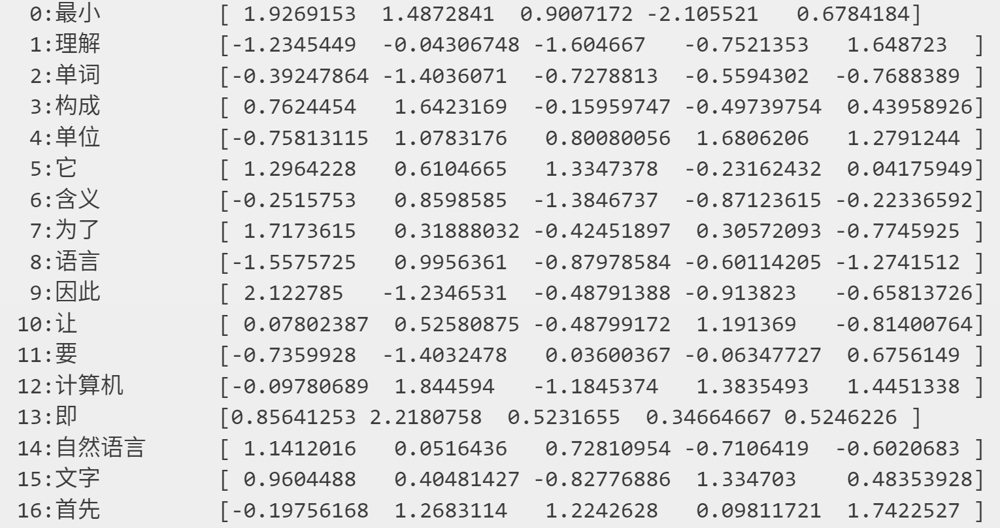 0:最小 [ 1.9269153 1.4872841 0.9007172 -2.105521 0.6784184]
1:理解 [-1.2345449 -0.04306748 -1.604667 -0.7521353 1.648723 ]
2:单词 [-0.39247864 -1.4036071 -0.7278813 -0.5594302 -0.7688389 ]
3:构成 [ 0.7624454 1.6423169 -0.15959747 -0.49739754 0.43958926]
4:单位 [-0.75813115 1.0783176 0.80080056 1.6806206 1.2791244 ]
5:它 [ 1.2964228 0.6104665 1.3347378 -0.23162432 0.04175949]
6:含义 [-0.2515753 0.8598585 -1.3846737 -0.87123615 -0.22336592]
7:为了 [ 1.7173615 0.31888032 -0.42451897 0.30572093 -0.7745925 ]
8:语言 [-1.5575725 0.9956361 -0.87978584 -0.60114205 -1.2741512 ]
9:因此 [ 2.122785 -1.2346531 -0.48791388 -0.913823 -0.65813726]
10:让 [ 0.07802387 0.52580875 -0.48799172 1.191369 -0.81400764]
11:要 [-0.7359928 -1.4032478 0.03600367 -0.06347727 0.6756149 ]
12:计算机 [-0.09780689 1.844594 -1.1845374 1.3835493 1.4451338 ]
13:即 [0.85641253 2.2180758 0.5231655 0.34664667 0.5246226 ]
14:自然语言 [ 1.1412016 0.0516436 0.72810954 -0.7106419 -0.6020683 ]
15:文字 [ 0.9604488 0.40481427 -0.82776886 1.334703 0.48353928]
16:首先 [-0.19756168 1.2683114 1.2242628 0.09811721 1.7422527 ]